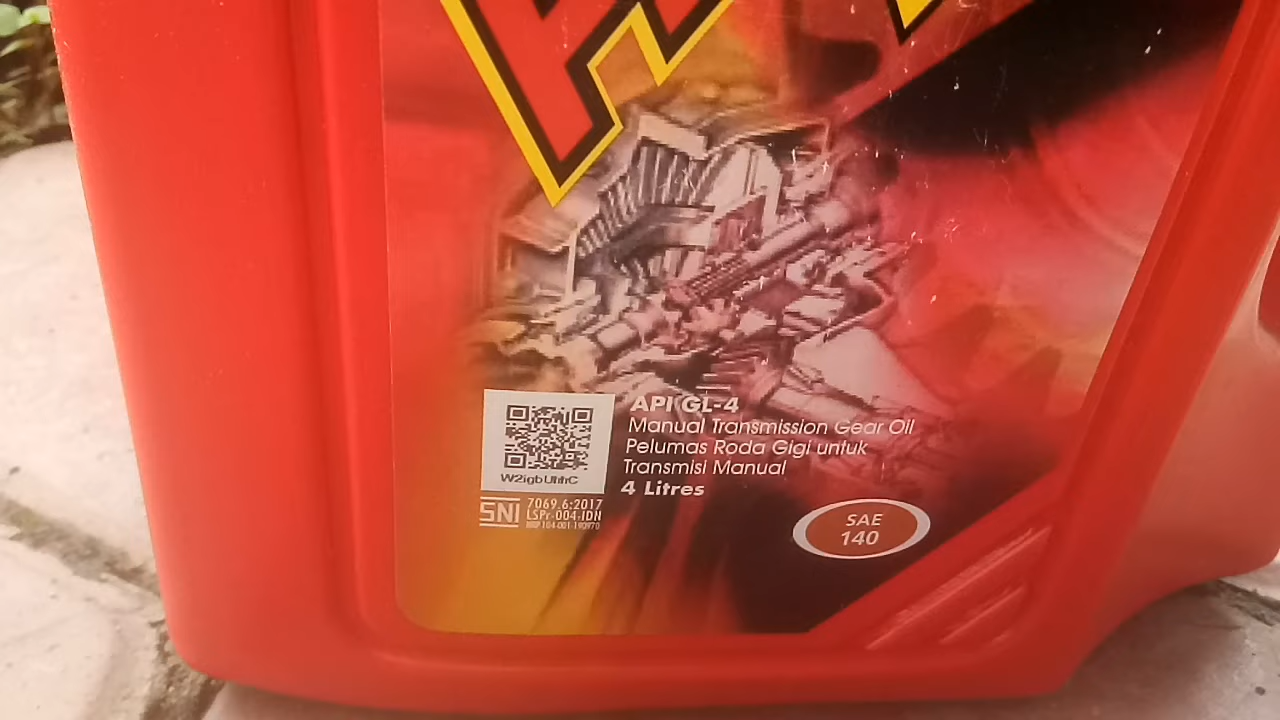 API GL-4
Manual Transmission Gear Oil
Pelumas Roda Gigi untuk
Transmisi Manual
4 Litres
SNI
7069.6:2017
LSPr-004-IDN
SAE
140